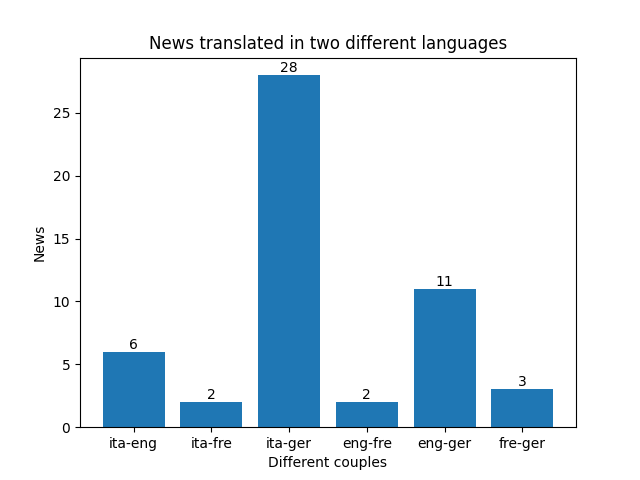 News translated in two different languages
28
25
20
15
11
10
6
5
3
2
2
0
News
ita-eng
ita-fre
ita-ger
eng-fre
eng-ger
fre-ger
Different couples